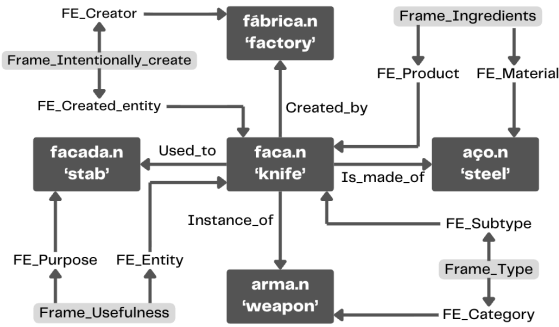 FE_Creator
fábrica.n
'factory'
Frame_Ingredients
Frame_Intentionally_create
FE_Product
FE_Material
FE_Created_entity
Created_by
facada.n
'stab'
Used_to
faca.n
'knife'
Is_made_of
aço.n
'steel'
Instance_of
FE_Subtype
FE_Purpose
FE_Entity
Frame_Type
arma.n
'weapon'
Frame_Usefulness
FE_Category